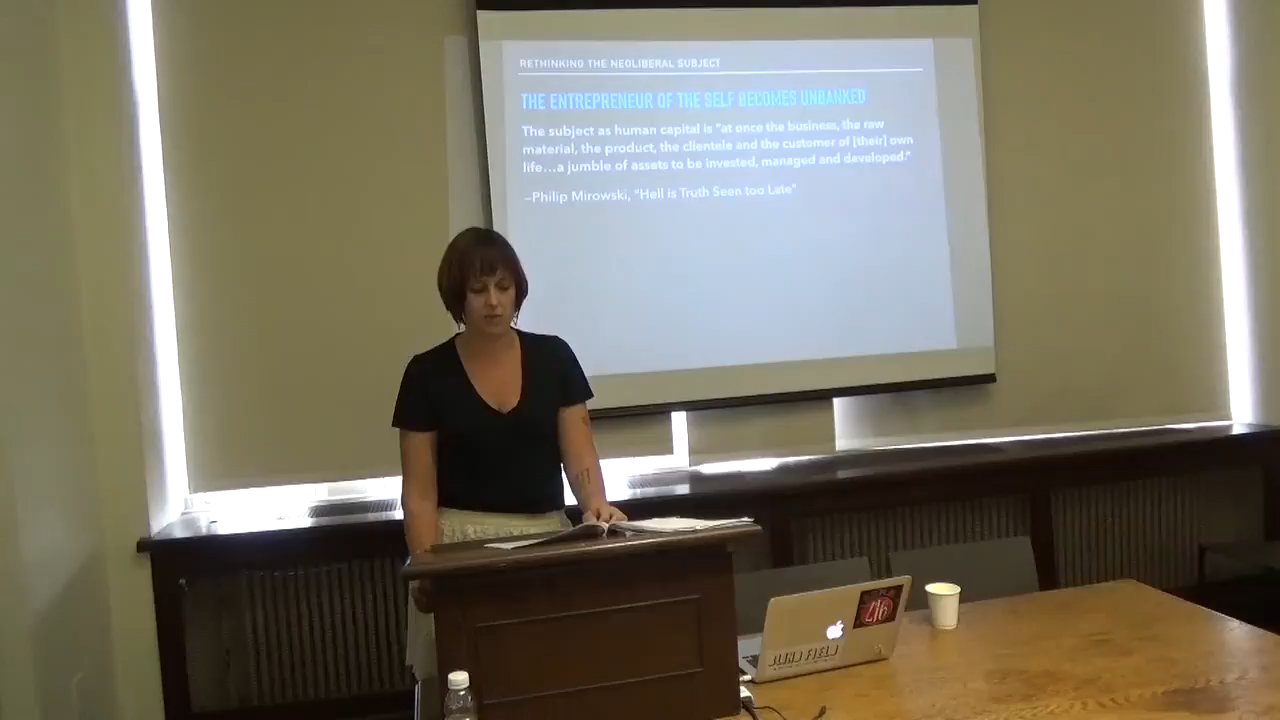 RETHINKING THE NEOLIBERAL SUBJECT
THE ENTREPRENEUR OF THE SELF BECOMES UNBANKED
The subject as human capital is "at once the business, the raw
material, the product, the clientele and the customer of [their] own
life...a jumble of assets to be invested, managed and developed."
–Philip Mirowski, "Hell is Truth Seen too Late"
FIELD